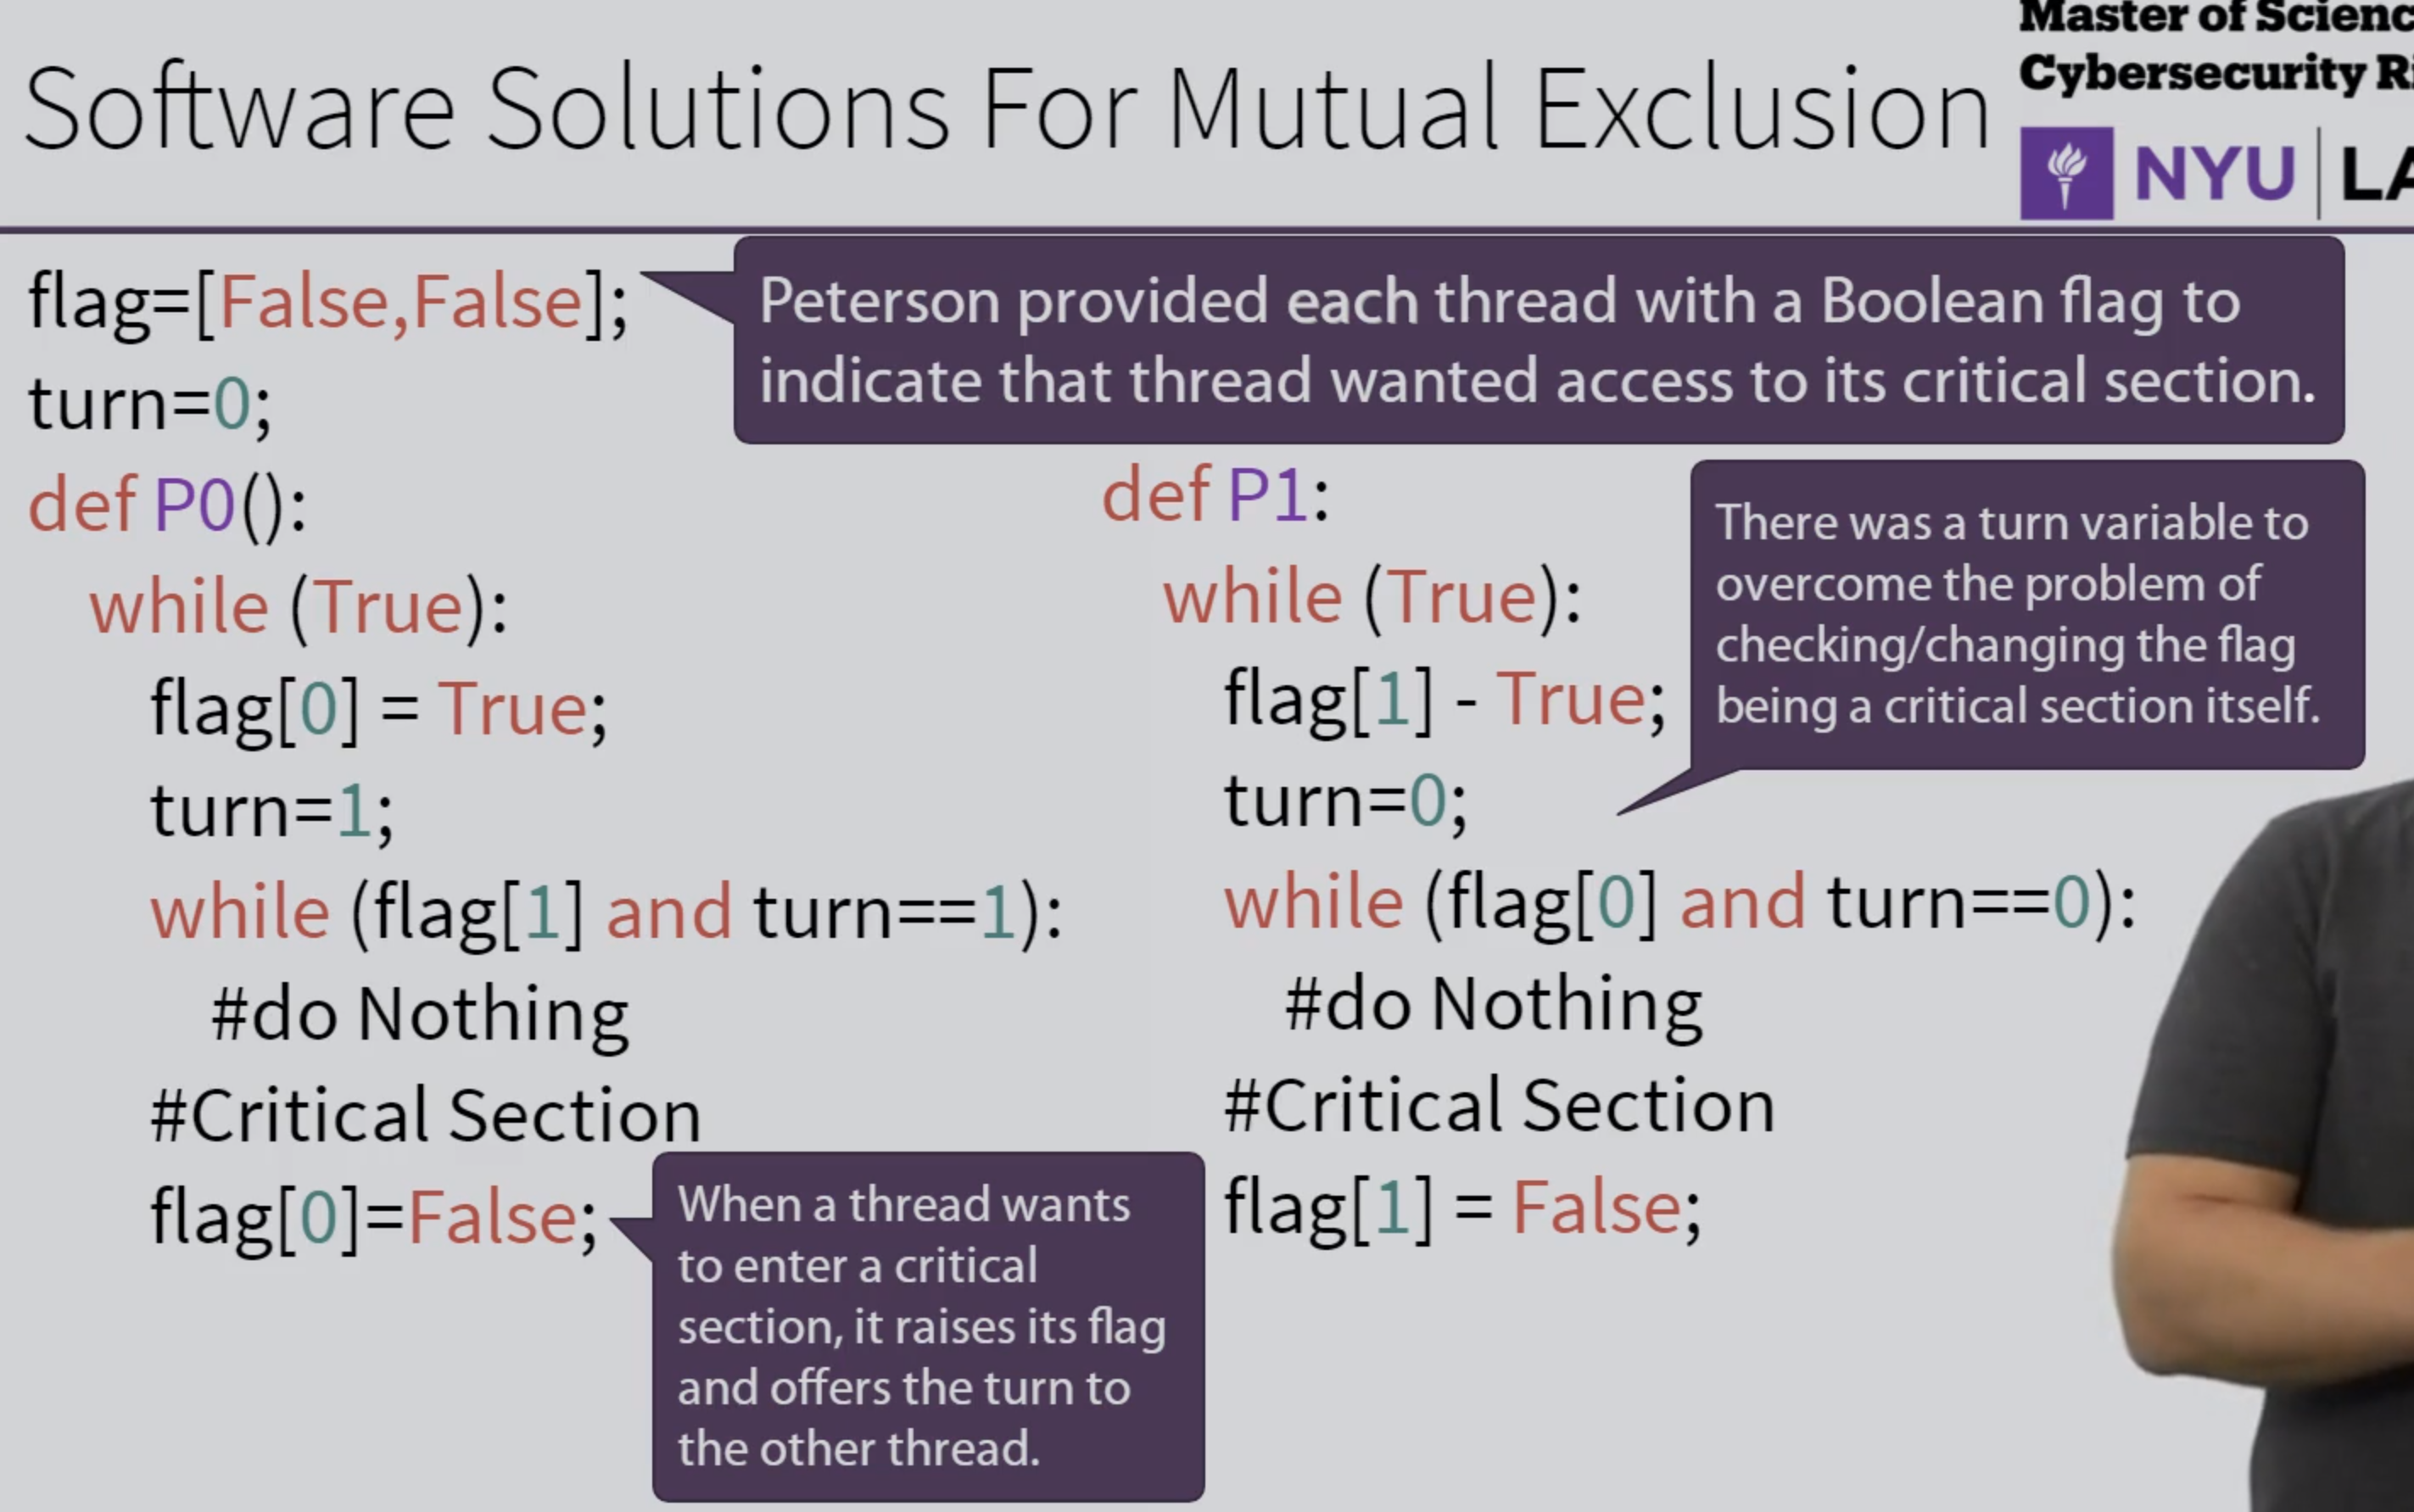 Master of Scienc
Cybersecurity Ri
Software Solutions For Mutual Exclusion
NYU | LA
flag=[False,False];
turn=0;
Peterson provided each thread with a Boolean flag to
indicate that thread wanted access to its critical section.
def P0():
while (True):
flag[0] = True;
turn=1;
while (flag[1] and turn==1):
#do Nothing
#Critical Section
flag[0]=False;
When a thread wants
to enter a critical
section, it raises its flag
and offers the turn to
the other thread.
def P1:
while (True):
flag[1] - True;
turn=0;
while (flag[0] and turn==0):
#do Nothing
#Critical Section
flag[1] = False;
There was a turn variable to
overcome the problem of
checking/changing the flag
being a critical section itself.